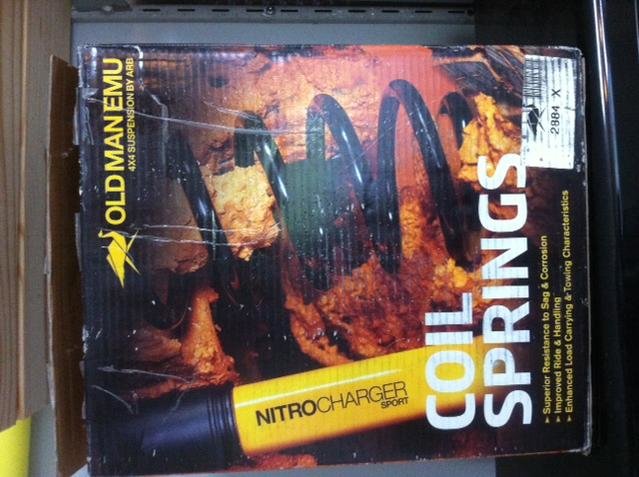 OLD MAN EMU
4X4 SUSPENSION BY ARB
2884 X
NITROCHARGER
SPORT
COIL
SPRINGS
Superior Resistance to Sag & Corrosion
Improved Ride & Handling
Enhanced Load Carrying & Towing Characteristics